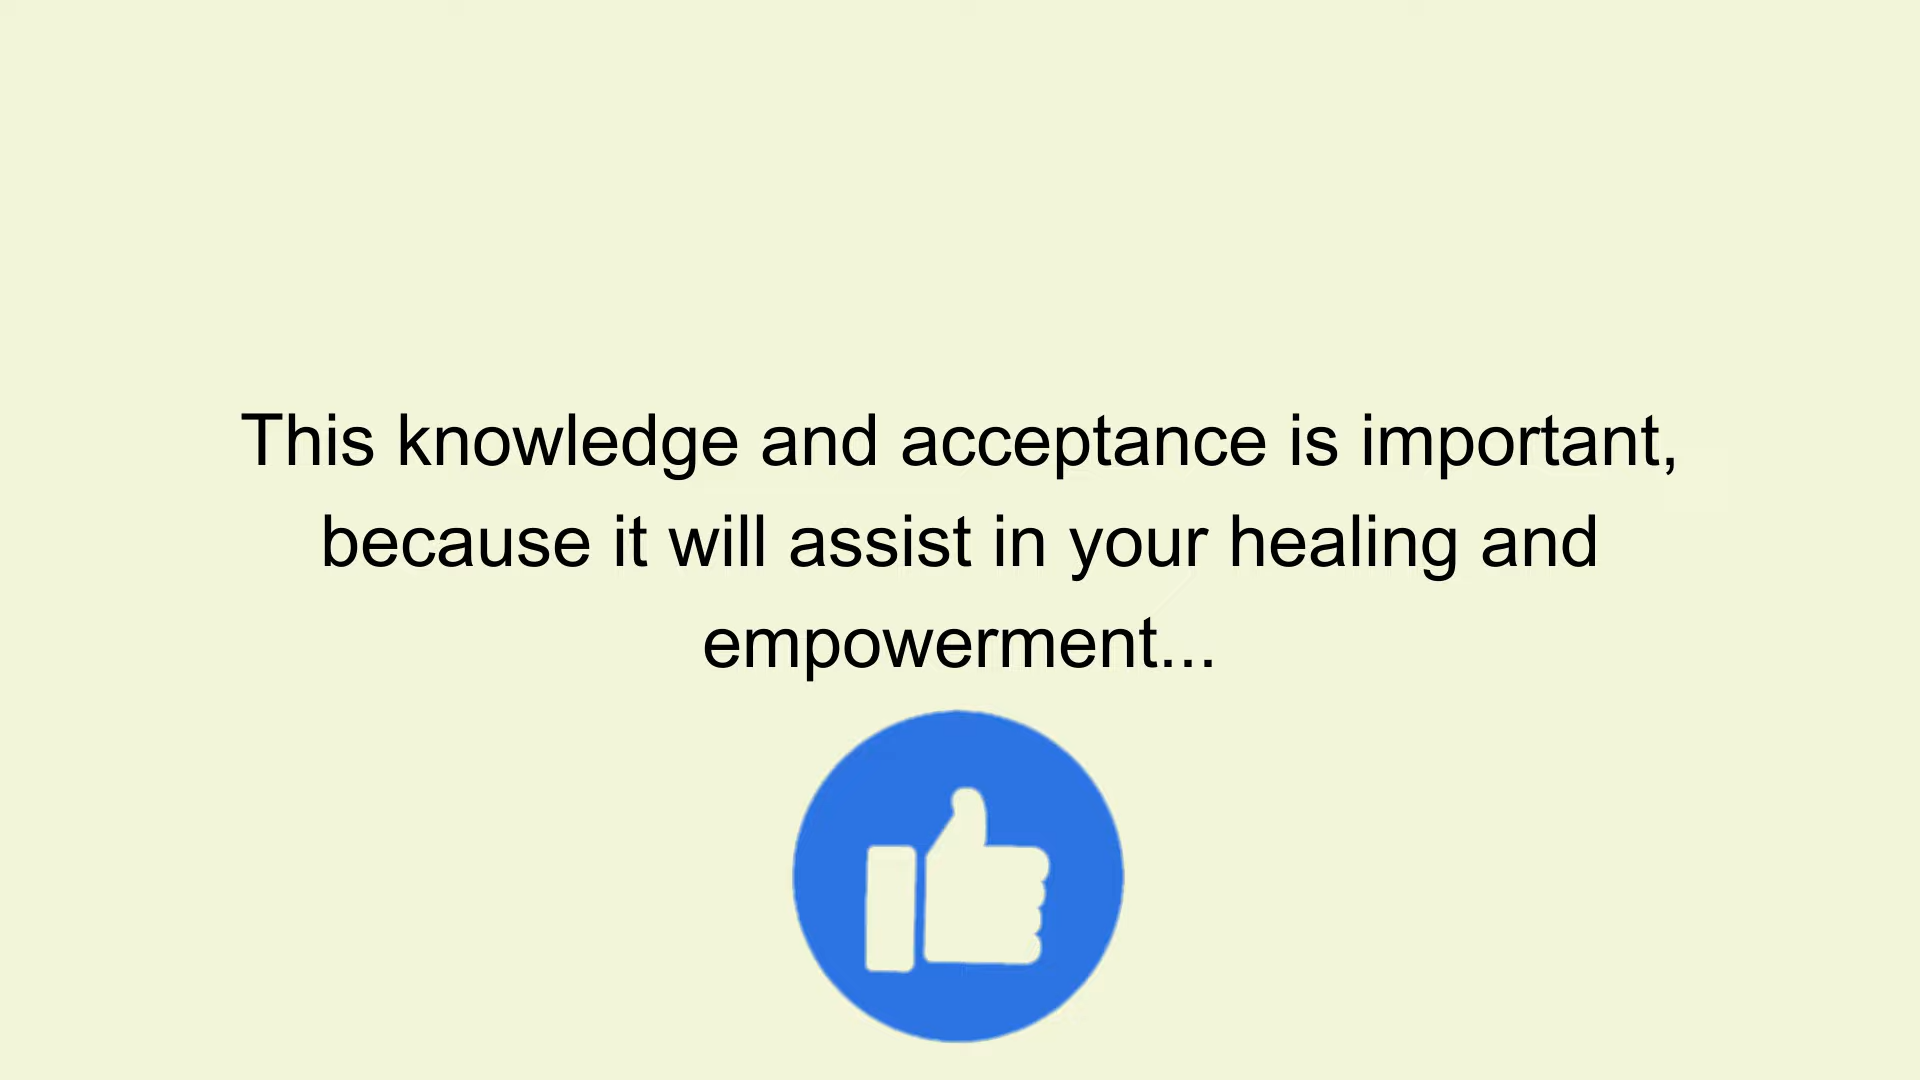 This knowledge and acceptance is important,
because it will assist in your healing and
empowerment...